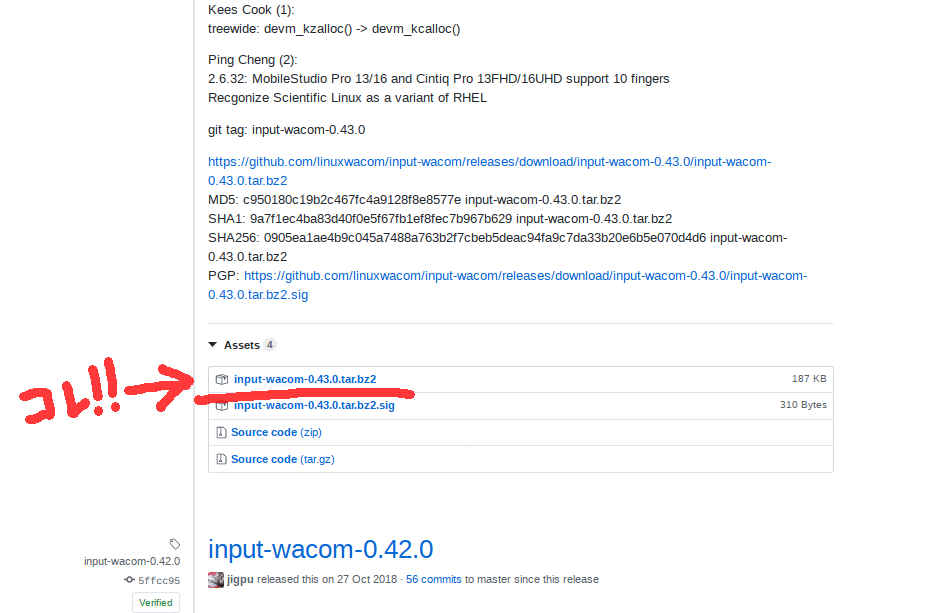 Kees Cook (1):
treewide: devm_kzalloc() -> devm_kcalloc()
Ping Cheng (2):
2.6.32: MobileStudio Pro 13/16 and Cintiq Pro 13FHD/16UHD support 10 fingers
Recgonize Scientific Linux as a variant of RHEL
git tag: input-wacom-0.43.0
https://github.com/linuxwacom/input-wacom/releases/download/input-wacom-0.43.0/input-wacom-
0.43.0.tar.bz2
MD5: c950180c19b2c467fc4a9128f8e8577e input-wacom-0.43.0.tar.bz2
SHA1: 9a7f1ec4ba83d40f0e5f67fb1ef8fec7b967b629 input-wacom-0.43.0.tar.bz2
SHA256: 0905ea1ae4b9c045a7488a763b2f7cbeb5deac94fa9c7da33b20e6b5e070d4d6 input-wacom-
0.43.0.tar.bz2
PGP: https://github.com/linuxwacom/input-wacom/releases/download/input-wacom-0.43.0/input-wacom-
0.43.0.tar.bz2.sig
Assets 4
コレ!!
input-wacom-0.43.0.tar.bz2 187 KB
input-wacom-0.43.0.tar.bz2.sig 310 Bytes
Source code (zip)
Source code (tar.gz)
input-wacom-0.42.0
input-wacom-0.42.0
5ffcc95
Verified
jigpu released this on 27 Oct 2018 · 56 commits to master since this release